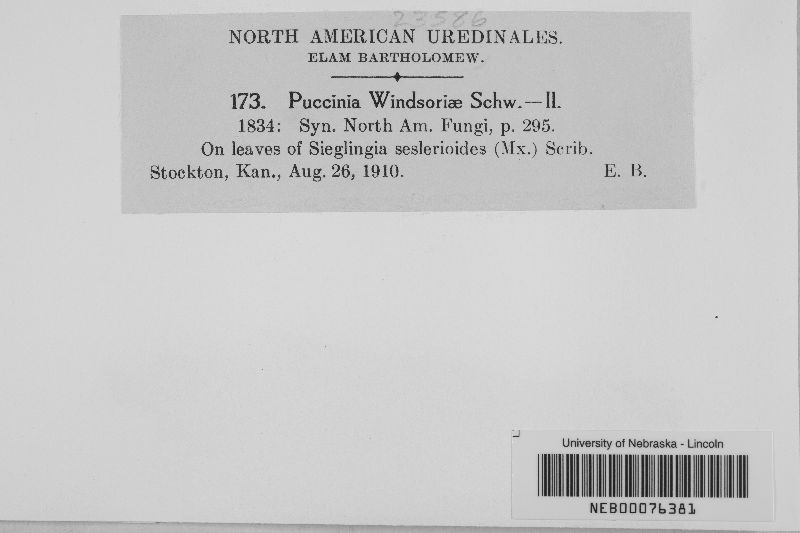 23586
NORTH AMERICAN UREDINALES.
ELAM BARTHOLOMEW.
173. Puccinia Windsoriæ Schw.—II.
1834: Syn. North Am. Fungi, p. 295.
On leaves of Sieglingia seslerioides (Mx.) Scrib.
Stockton, Kan., Aug. 26, 1910. E. B.
University of Nebraska - Lincoln
NEB00076381